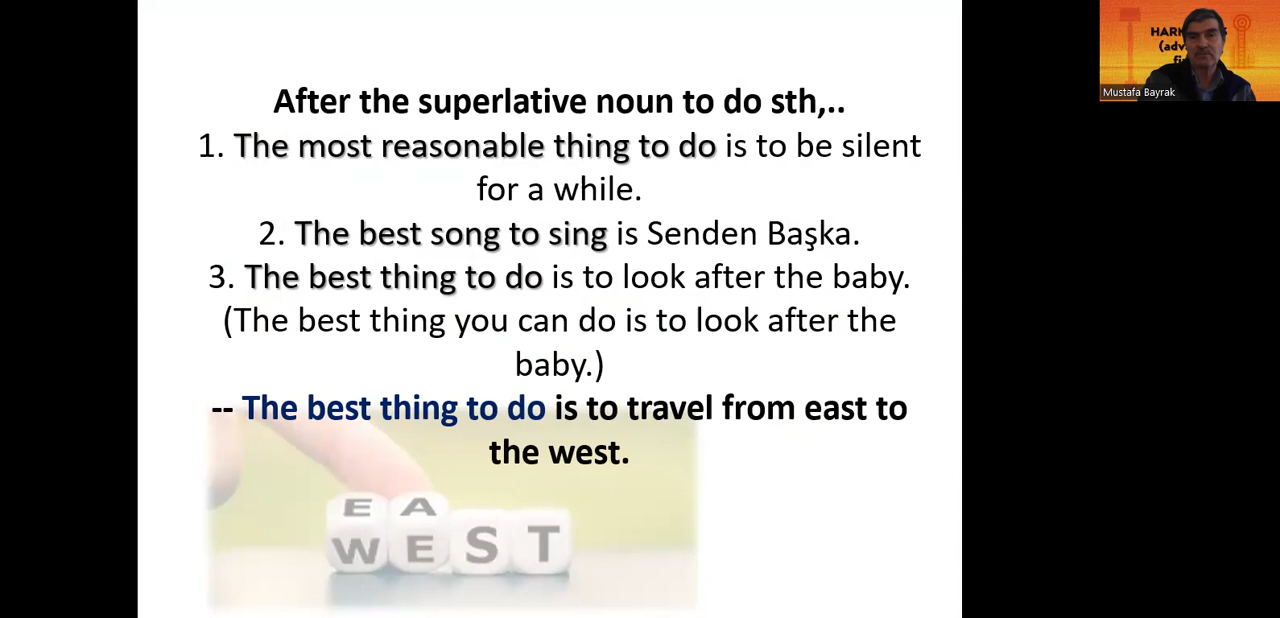 After the superlative noun to do sth,..
1. The most reasonable thing to do is to be silent
for a while.
2. The best song to sing is Senden Başka.
3. The best thing to do is to look after the baby.
(The best thing you can do is to look after the
baby.)
-- The best thing to do is to travel from east to
the west.
E A
W E S T
Mustafa Bayrak